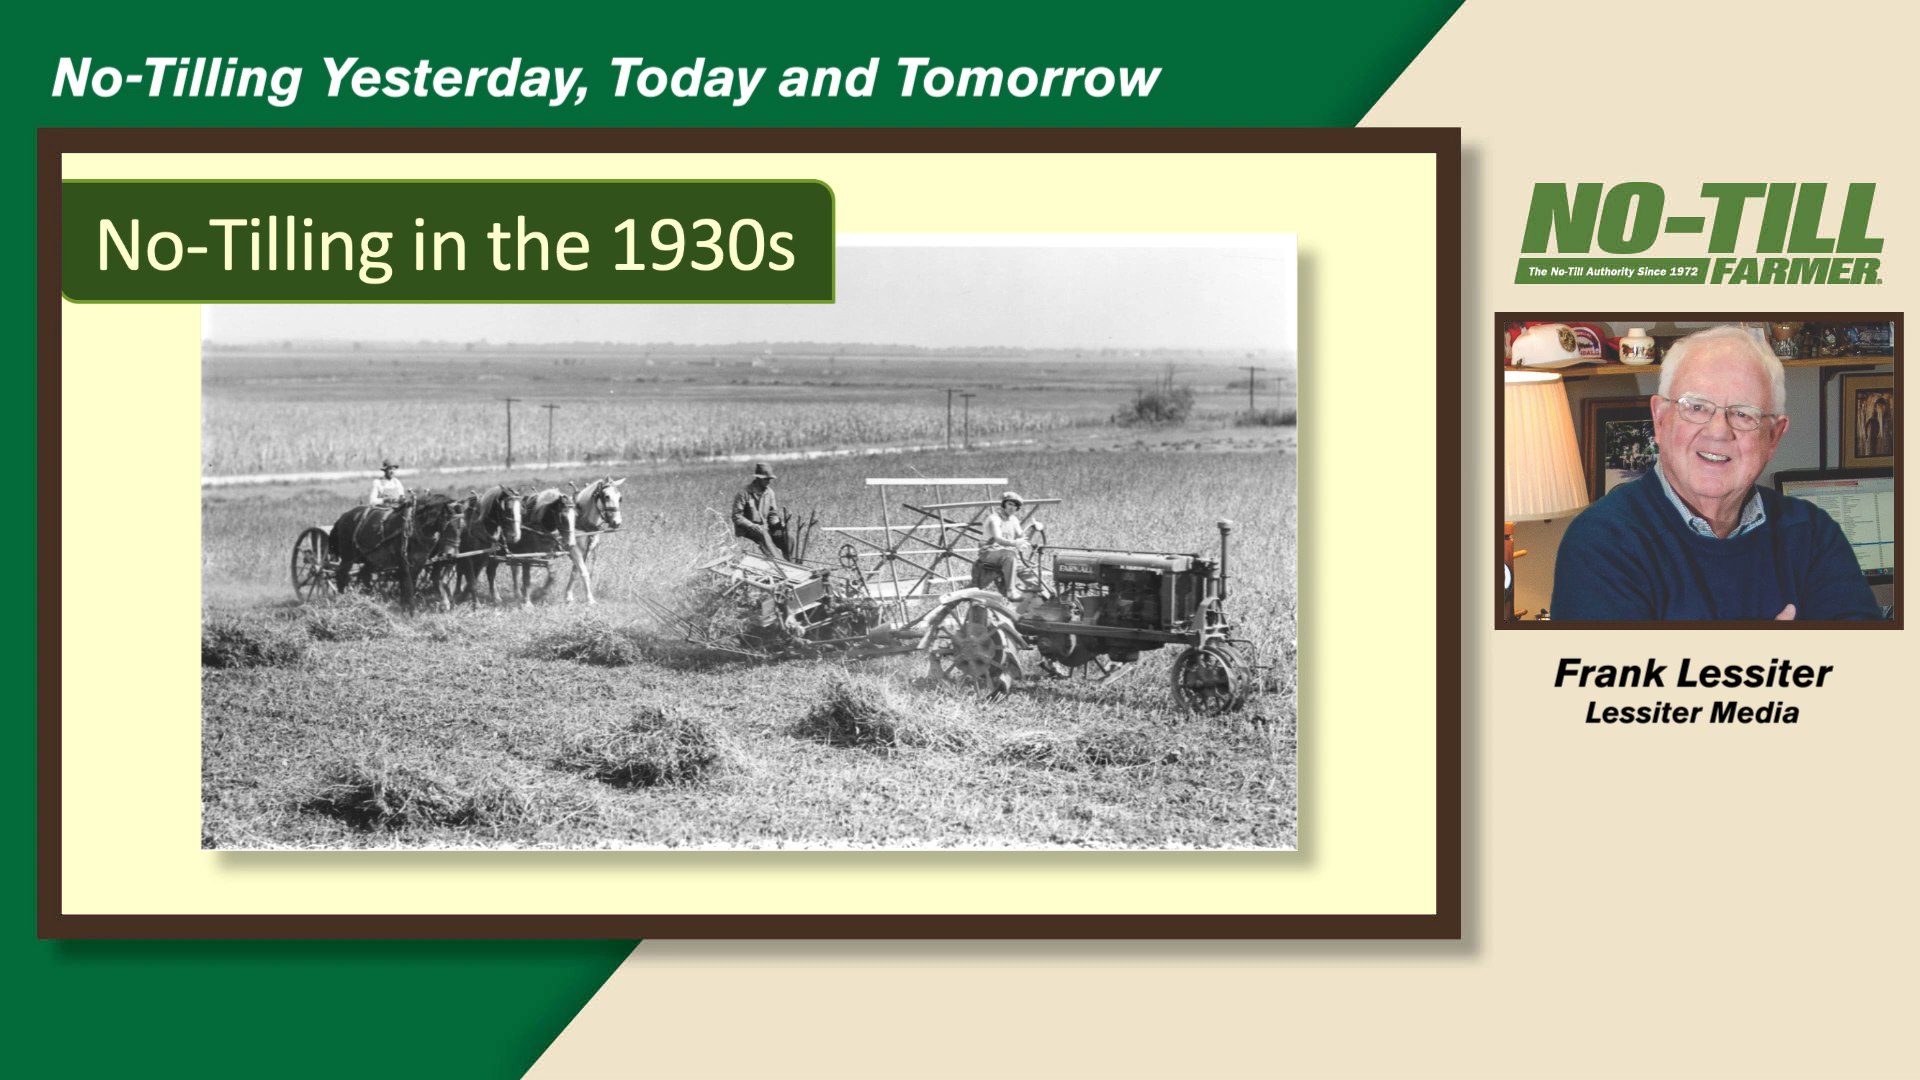 No-Tilling Yesterday, Today and Tomorrow
No-Tilling in the 1930s
FARMALL
NO-TILL
The No-Till Authority Since 1972
FARMER
Frank Lessiter
Lessiter Media